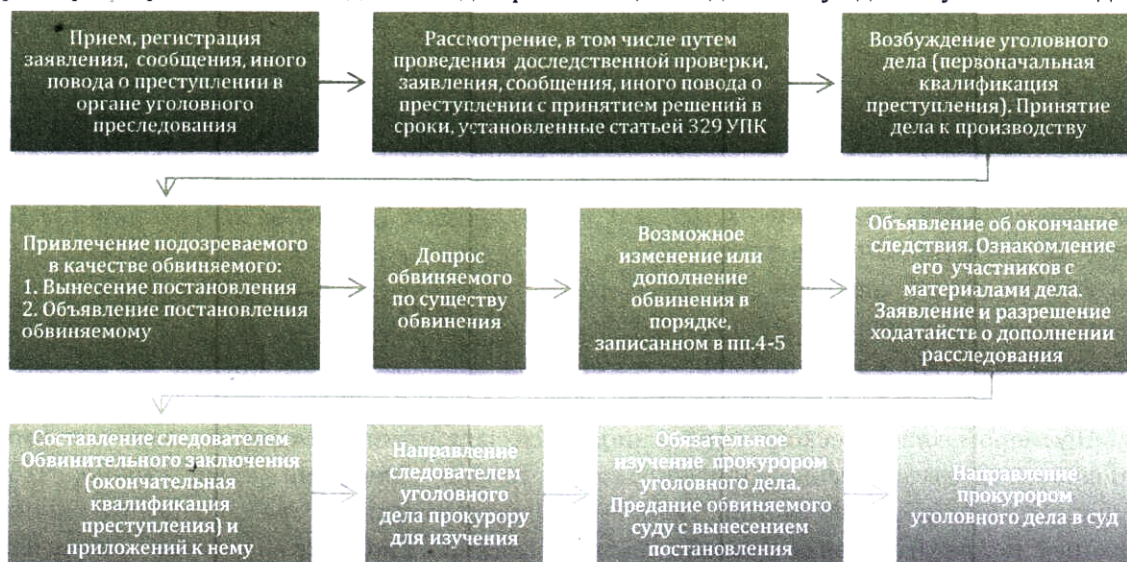 Прием, регистрация
заявления, сообщения, иного
повода о преступлении в
органе уголовного
преследования
Рассмотрение, в том числе путем
проведения доследственной проверки,
заявления, сообщения, иного повода о
преступлении с принятием решений в
сроки, установленные статьей 329 УПК
Возбуждение уголовного
дела (первоначальная
квалификация
преступления). Принятие
дела к производству
Привлечение подозреваемого
в качестве обвиняемого:
1. Вынесение постановления
2. Объявление постановления
обвиняемому
Допрос
обвиняемого
по существу
обвинения
Возможное
изменение или
дополнение
обвинения в
порядке,
записанном в пп.4-5
Объявление об окончание
следствия. Ознакомление
его участников с
материалами дела.
Заявление и разрешение
ходатайств о дополнении
расследования
Составление следователем
Обвинительного заключения
(окончательная
квалификация
преступления) и
приложений к нему
Направление
следователем
уголовного
дела прокурору
для изучения
Обязательное
изучение прокурором
уголовного дела.
Предание обвиняемого
суду с вынесением
постановления
Направление
прокурором
уголовного дела в суд